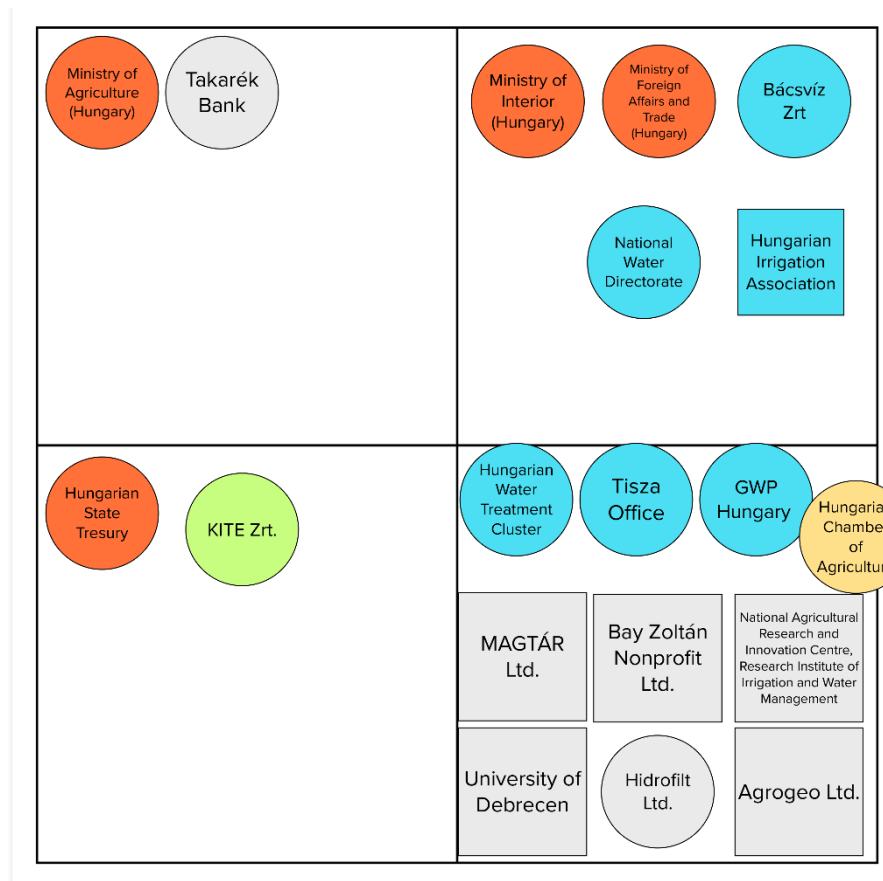 Ministry of
Agriculture
(Hungary)
Takarék
Bank
Ministry of
Interior
(Hungary)
Ministry of
Foreign
Affairs and
Trade
(Hungary)
Bácsvíz
Zrt
National
Water
Directorate
Hungarian
Irrigation
Association
Hungarian
State
Tresury
KITE Zrt.
Hungarian
Water
Treatment
Cluster
Tisza
Office
GWP
Hungary
Hungaria
Chambe
of
Agricultur
MAGTÁR
Ltd.
Bay Zoltán
Nonprofit
Ltd.
National Agricultural
Research and
Innovation Centre,
Research Institute of
Irrigation and Water
Management
University of
Debrecen
Hidrofilt
Ltd.
Agrogeo Ltd.